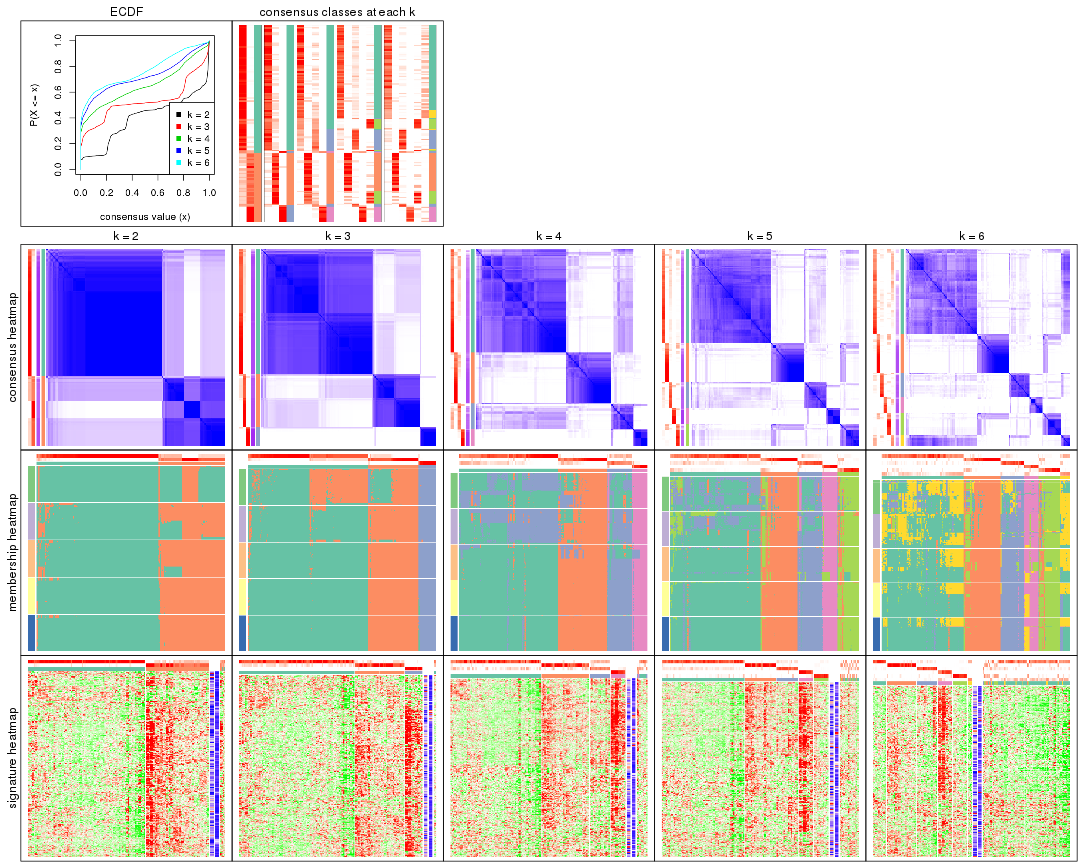 ECDF
consensus classes at each k
P(X <= x)
0.0 0.2 0.4 0.6 0.8 1.0
k = 2
k = 3
k = 4
k = 5
k = 6
0.0 0.2 0.4 0.6 0.8 1.0
consensus value (x)
k = 2
k = 3
k = 4
k = 5
k = 6
consensus heatmap
membership heatmap
signature heatmap